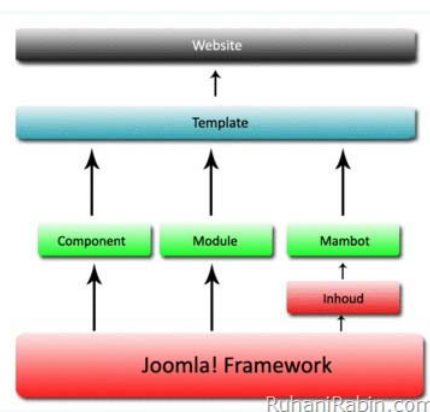 Website
Template
Component Module Mambot
Inhoud
Joomla! Framework
RuhaniRabin.com